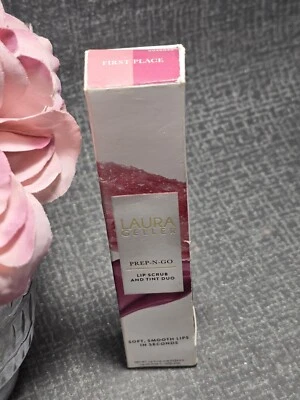 FIRST PLACE
LAURA
GELLER
PREP-N-GO
LIP SCRUB
AND TINT DUO
SOFT, SMOOTH LIPS
IN SECONDS